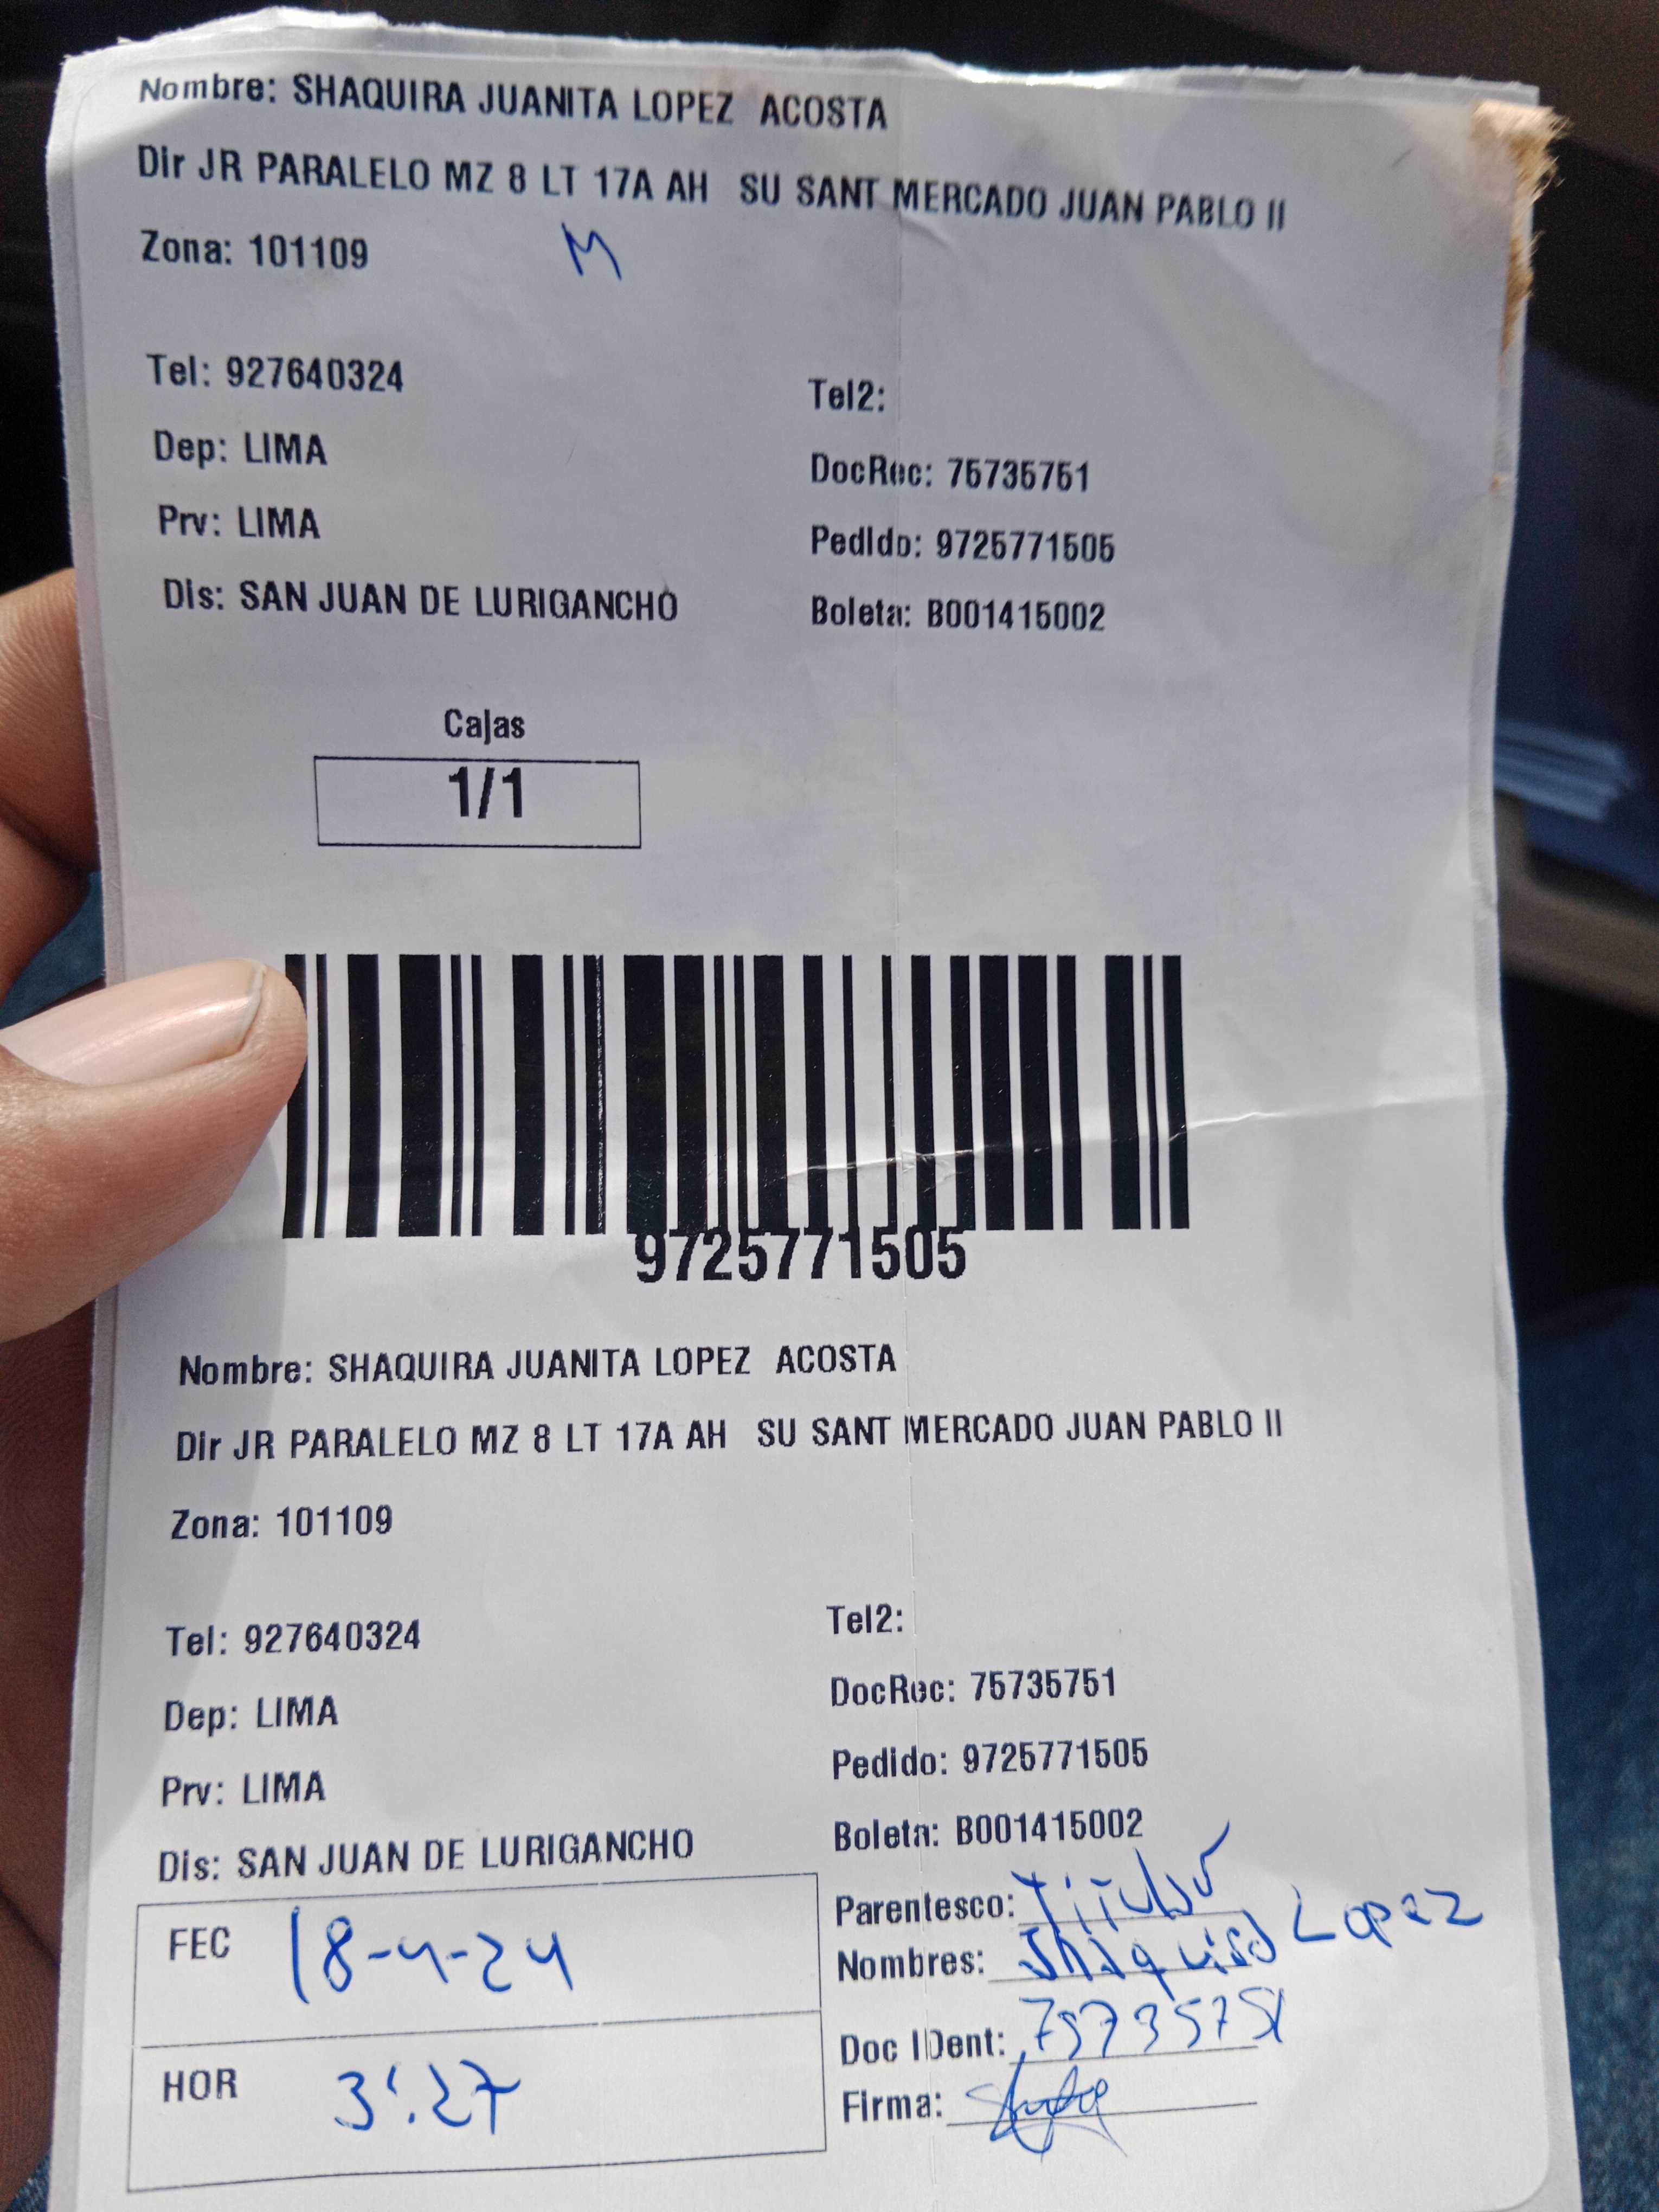 Nombre: SHAQUIRA JUANITA LOPEZ ACOSTA
Dir JR PARALELO MZ 8 LT 17A AH SU SANT MERCADO JUAN PABLO II
Zona: 101109
M
Tel: 927640324
Tel2:
Dep: LIMA
DocRec: 75735751
Prv: LIMA
Pedido: 9725771505
Dis: SAN JUAN DE LURIGANCHO
Boleta: B001415002
Cajas
1/1
9725771505
Nombre: SHAQUIRA JUANITA LOPEZ ACOSTA
Dir JR PARALELO MZ 8 LT 17A AH SU SANT MERCADO JUAN PABLO II
Zona: 101109
Tel: 927640324
Tel2:
Dep: LIMA
DocRec: 75735751
Prv: LIMA
Pedido: 9725771505
Dis: SAN JUAN DE LURIGANCHO
Boleta: B001415002
FEC 18-4-24
Parentesco: Titular
Nombres: Shaquira Lopez
HOR 3:27
Doc IDent: 75735751
Firma: